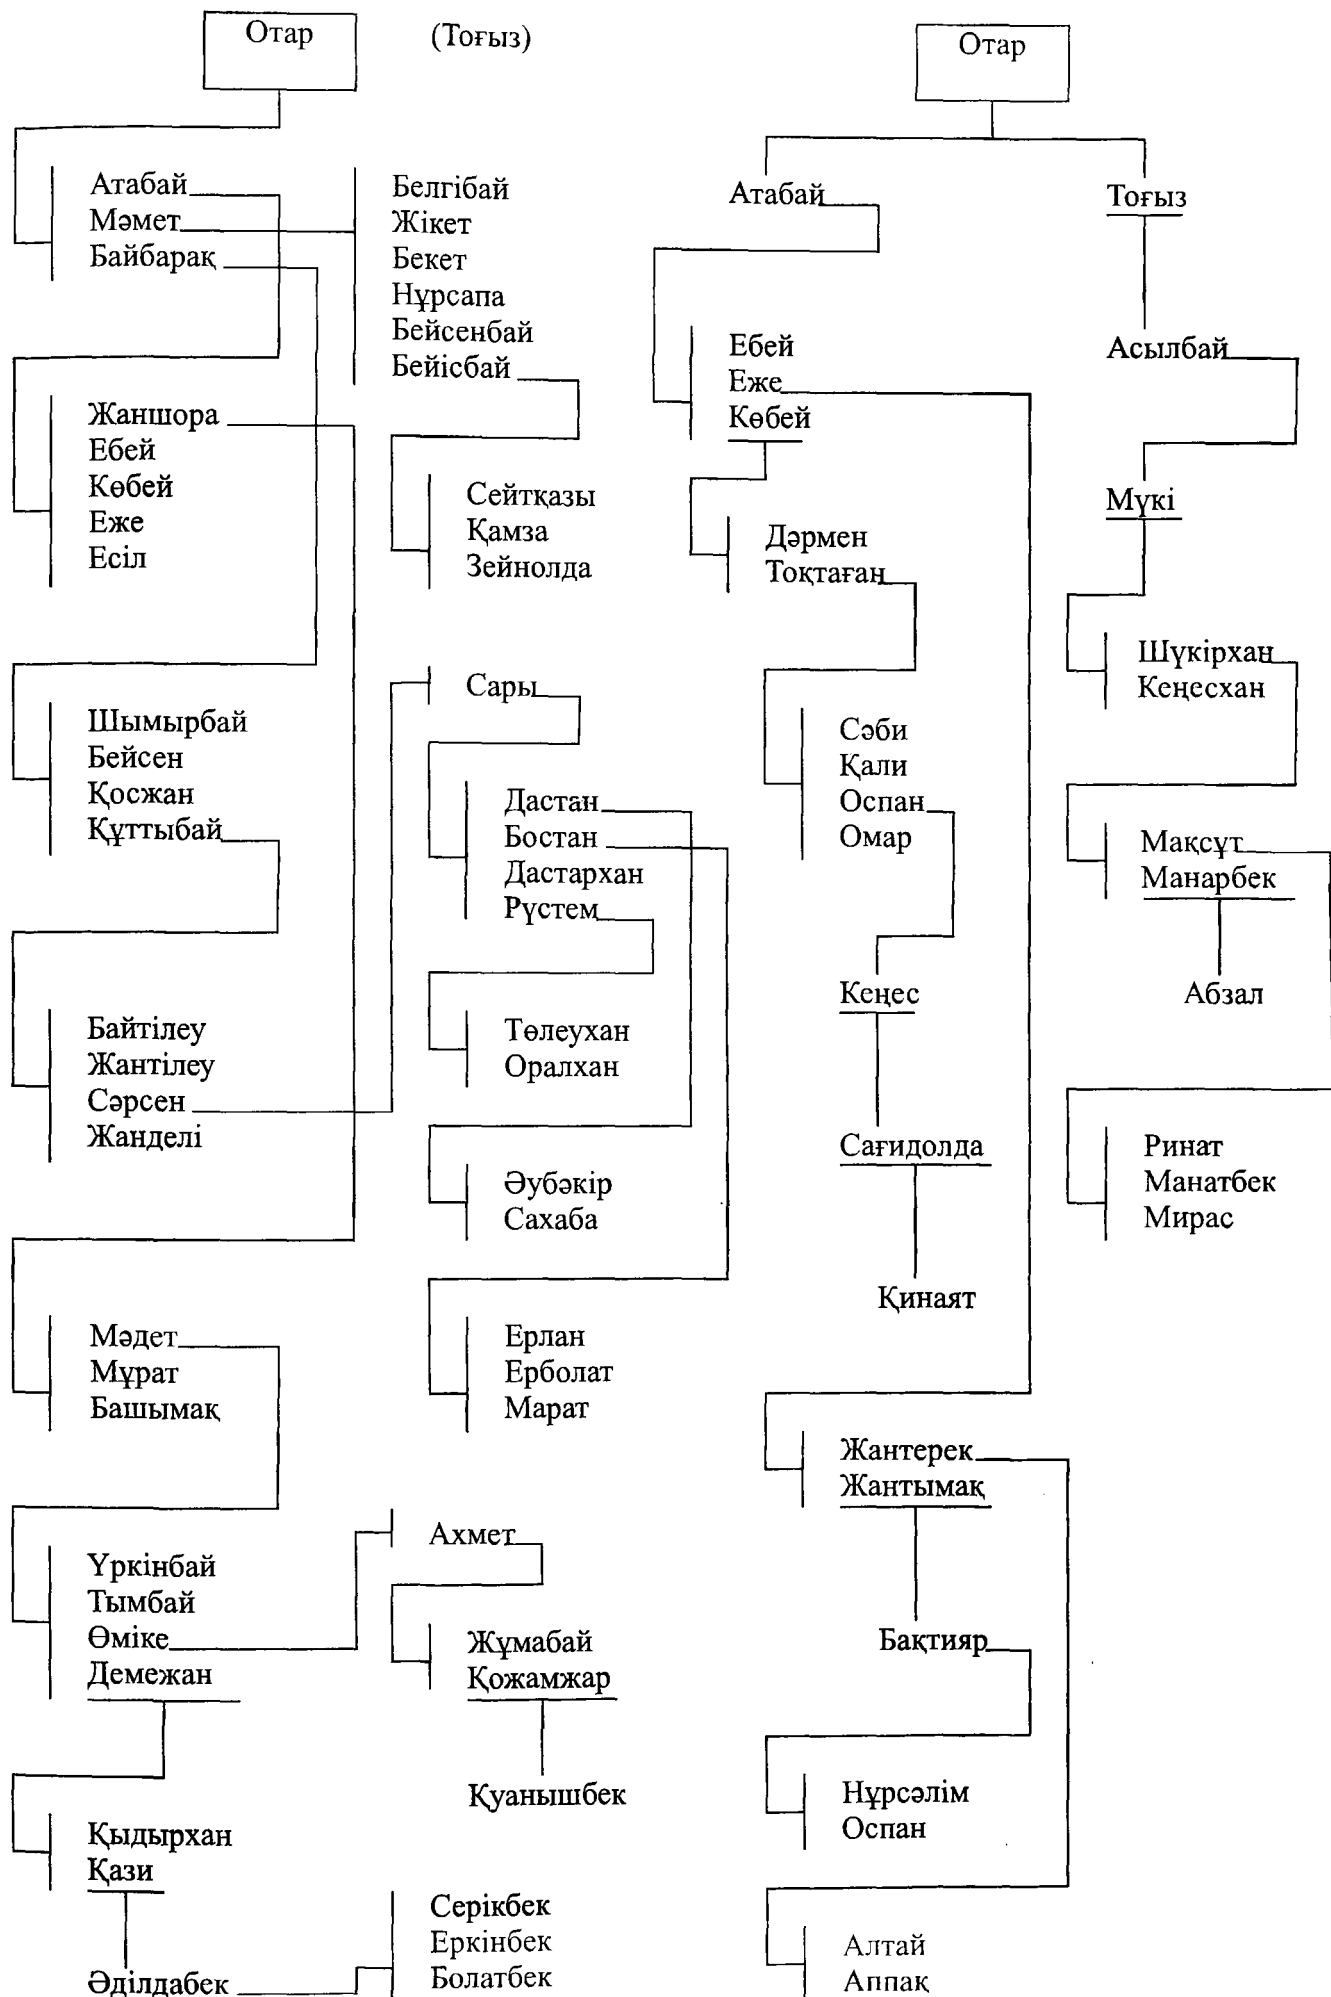 Отар
(Тоғыз)
Атабай
Мәмет
Байбарақ
Белгібай
Жікет
Бекет
Нұрсапа
Бейсенбай
Бейісбай
Жаншора
Ебей
Көбей
Еже
Есіл
Сейтқазы
Қамза
Зейнолда
Шымырбай
Бейсен
Қосжан
Құттыбай
Сары
Дастан
Бостан
Дастархан
Рүстем
Төлеухан
Оралхан
Байтілеу
Жантілеу
Сәрсен
Жанделі
Әубәкір
Сахаба
Мәдет
Мұрат
Башымақ
Ерлан
Ерболат
Марат
Үркінбай
Тымбай
Өміке
Демежан
Ахмет
Жұмабай
Қожамжар
Қуанышбек
Қыдырхан
Қази
Әділдабек
Серікбек
Еркінбек
Болатбек
Отар
Атабай
Тоғыз
Ебей
Еже
Көбей
Асылбай
Дәрмен
Тоқтаған
Мүкі
Сәби
Қали
Оспан
Омар
Шүкірхан
Кеңесхан
Мақсұт
Манарбек
Кеңес
Абзал
Сағидолда
Ринат
Манатбек
Мирас
Қинаят
Жантерек
Жантымақ
Бақтияр
Нұрсәлім
Оспан
Алтай
Аппақ